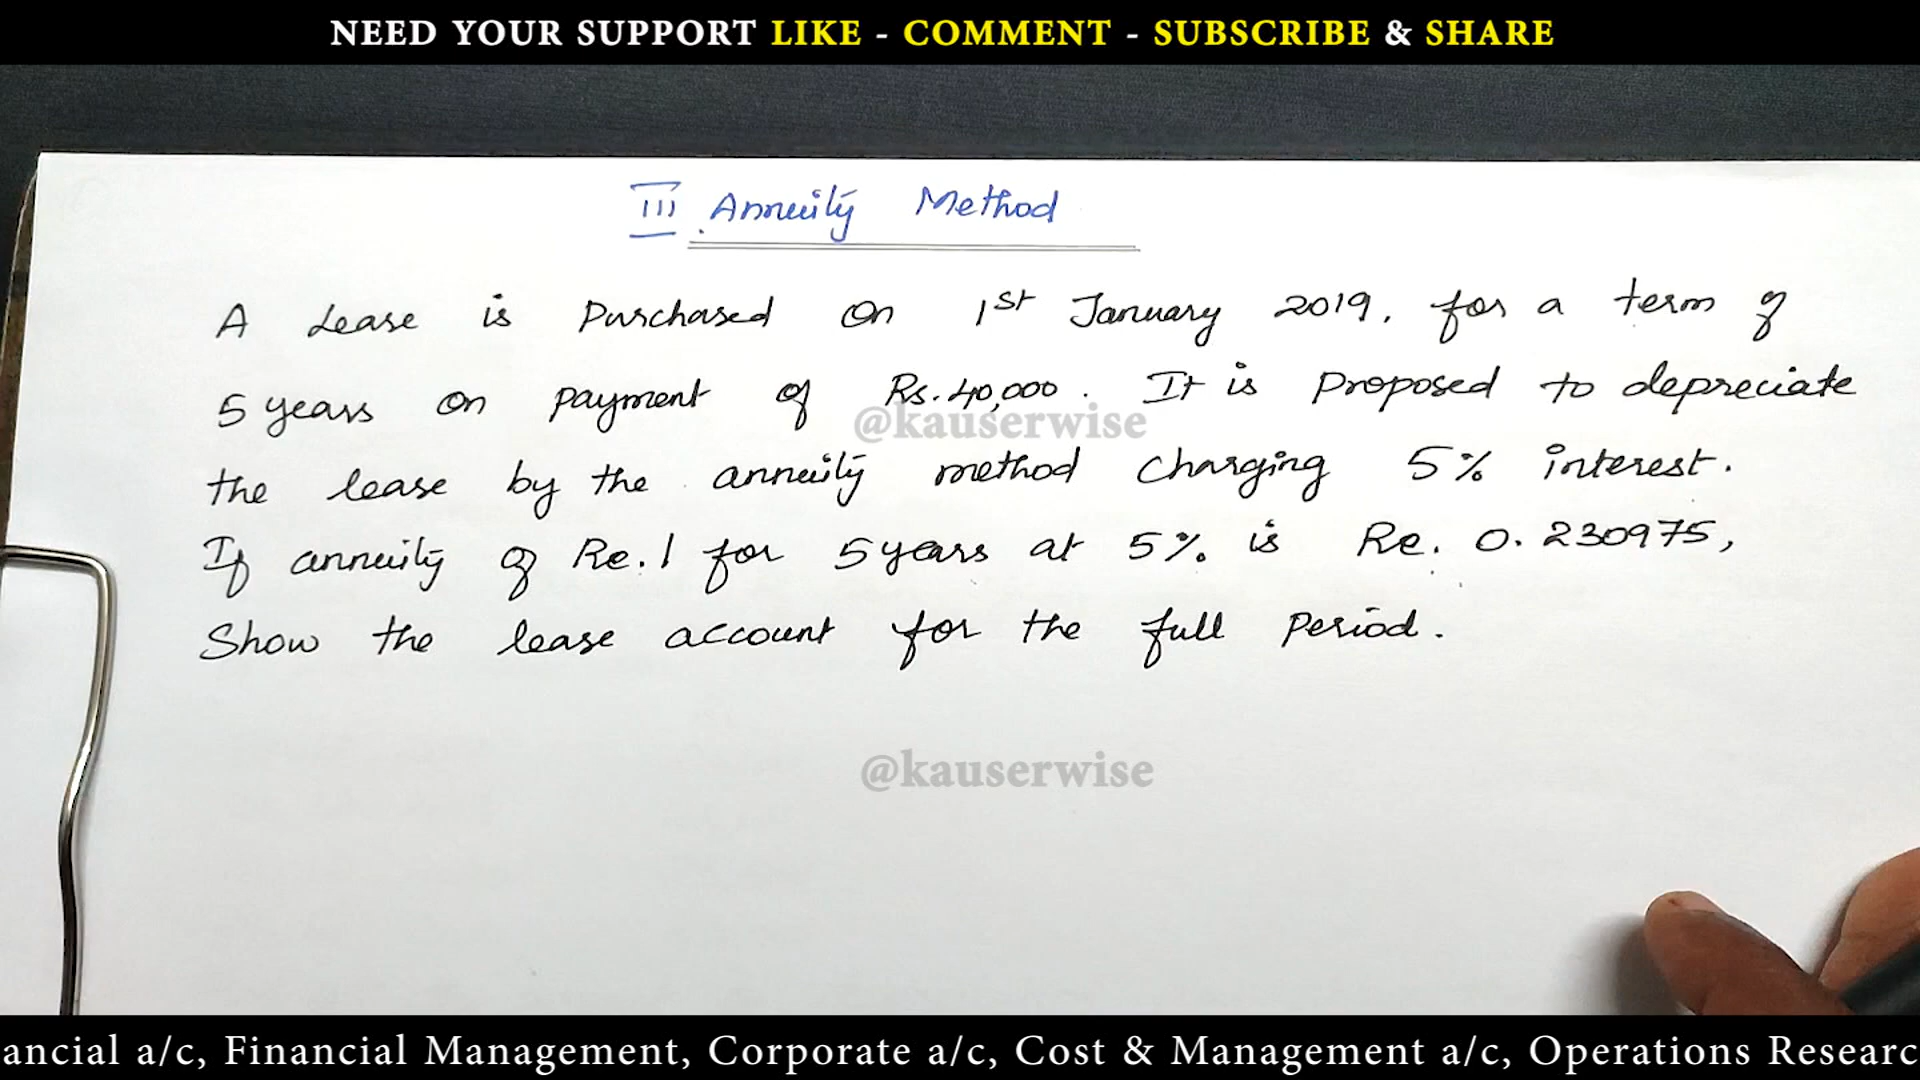 NEED YOUR SUPPORT LIKE - COMMENT - SUBSCRIBE & SHARE
III Annuity Method
A Lease is Purchased on 1st January 2019, for a term of
5 years on payment of Rs. 40,000. It is proposed to depreciate
@kauserwise
the lease by the annuity method charging 5% interest.
If annuity of Re. 1 for 5 years at 5% is Re. 0.230975,
Show the lease account for the full Period.
@kauserwise
ancial a/c, Financial Management, Corporate a/c, Cost & Management a/c, Operations Researc